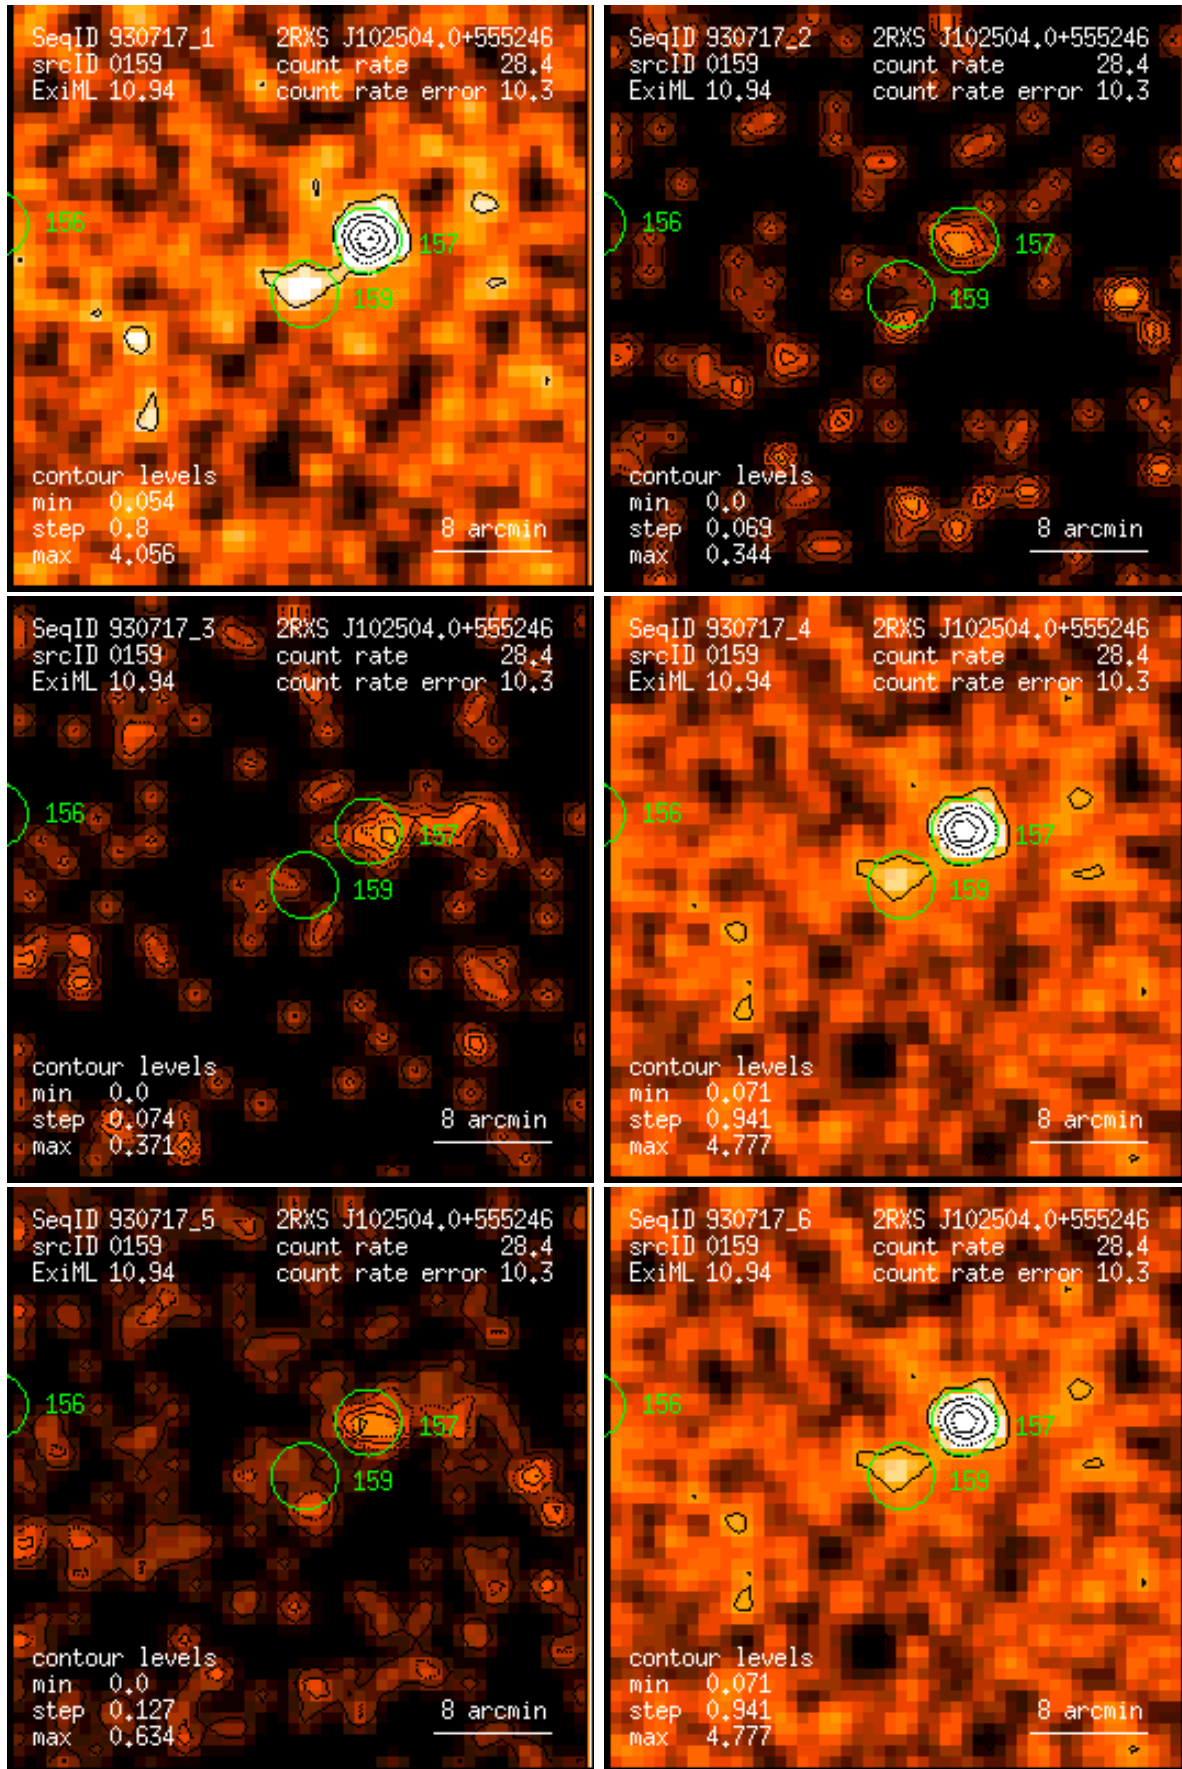 SeqID 930717_1 2RXS J102504.0+555246
srcID 0159 count rate 28.4
ExiML 10.94 count rate error 10.3
156
157
159
contour levels
min 0.054
step 0.8 8 arcmin
max 4.056
SeqID 930717_2 2RXS J102504.0+555246
srcID 0159 count rate 28.4
ExiML 10.94 count rate error 10.3
156
157
159
contour levels
min 0.0
step 0.069 8 arcmin
max 0.344
SeqID 930717_3 2RXS J102504.0+555246
srcID 0159 count rate 28.4
ExiML 10.94 count rate error 10.3
156
157
159
contour levels
min 0.0
step 0.074 8 arcmin
max 0.371
SeqID 930717_4 2RXS J102504.0+555246
srcID 0159 count rate 28.4
ExiML 10.94 count rate error 10.3
156
157
159
contour levels
min 0.071
step 0.941 8 arcmin
max 4.777
SeqID 930717_5 2RXS J102504.0+555246
srcID 0159 count rate 28.4
ExiML 10.94 count rate error 10.3
156
157
159
contour levels
min 0.0
step 0.127 8 arcmin
max 0.634
SeqID 930717_6 2RXS J102504.0+555246
srcID 0159 count rate 28.4
ExiML 10.94 count rate error 10.3
156
157
159
contour levels
min 0.071
step 0.941 8 arcmin
max 4.777